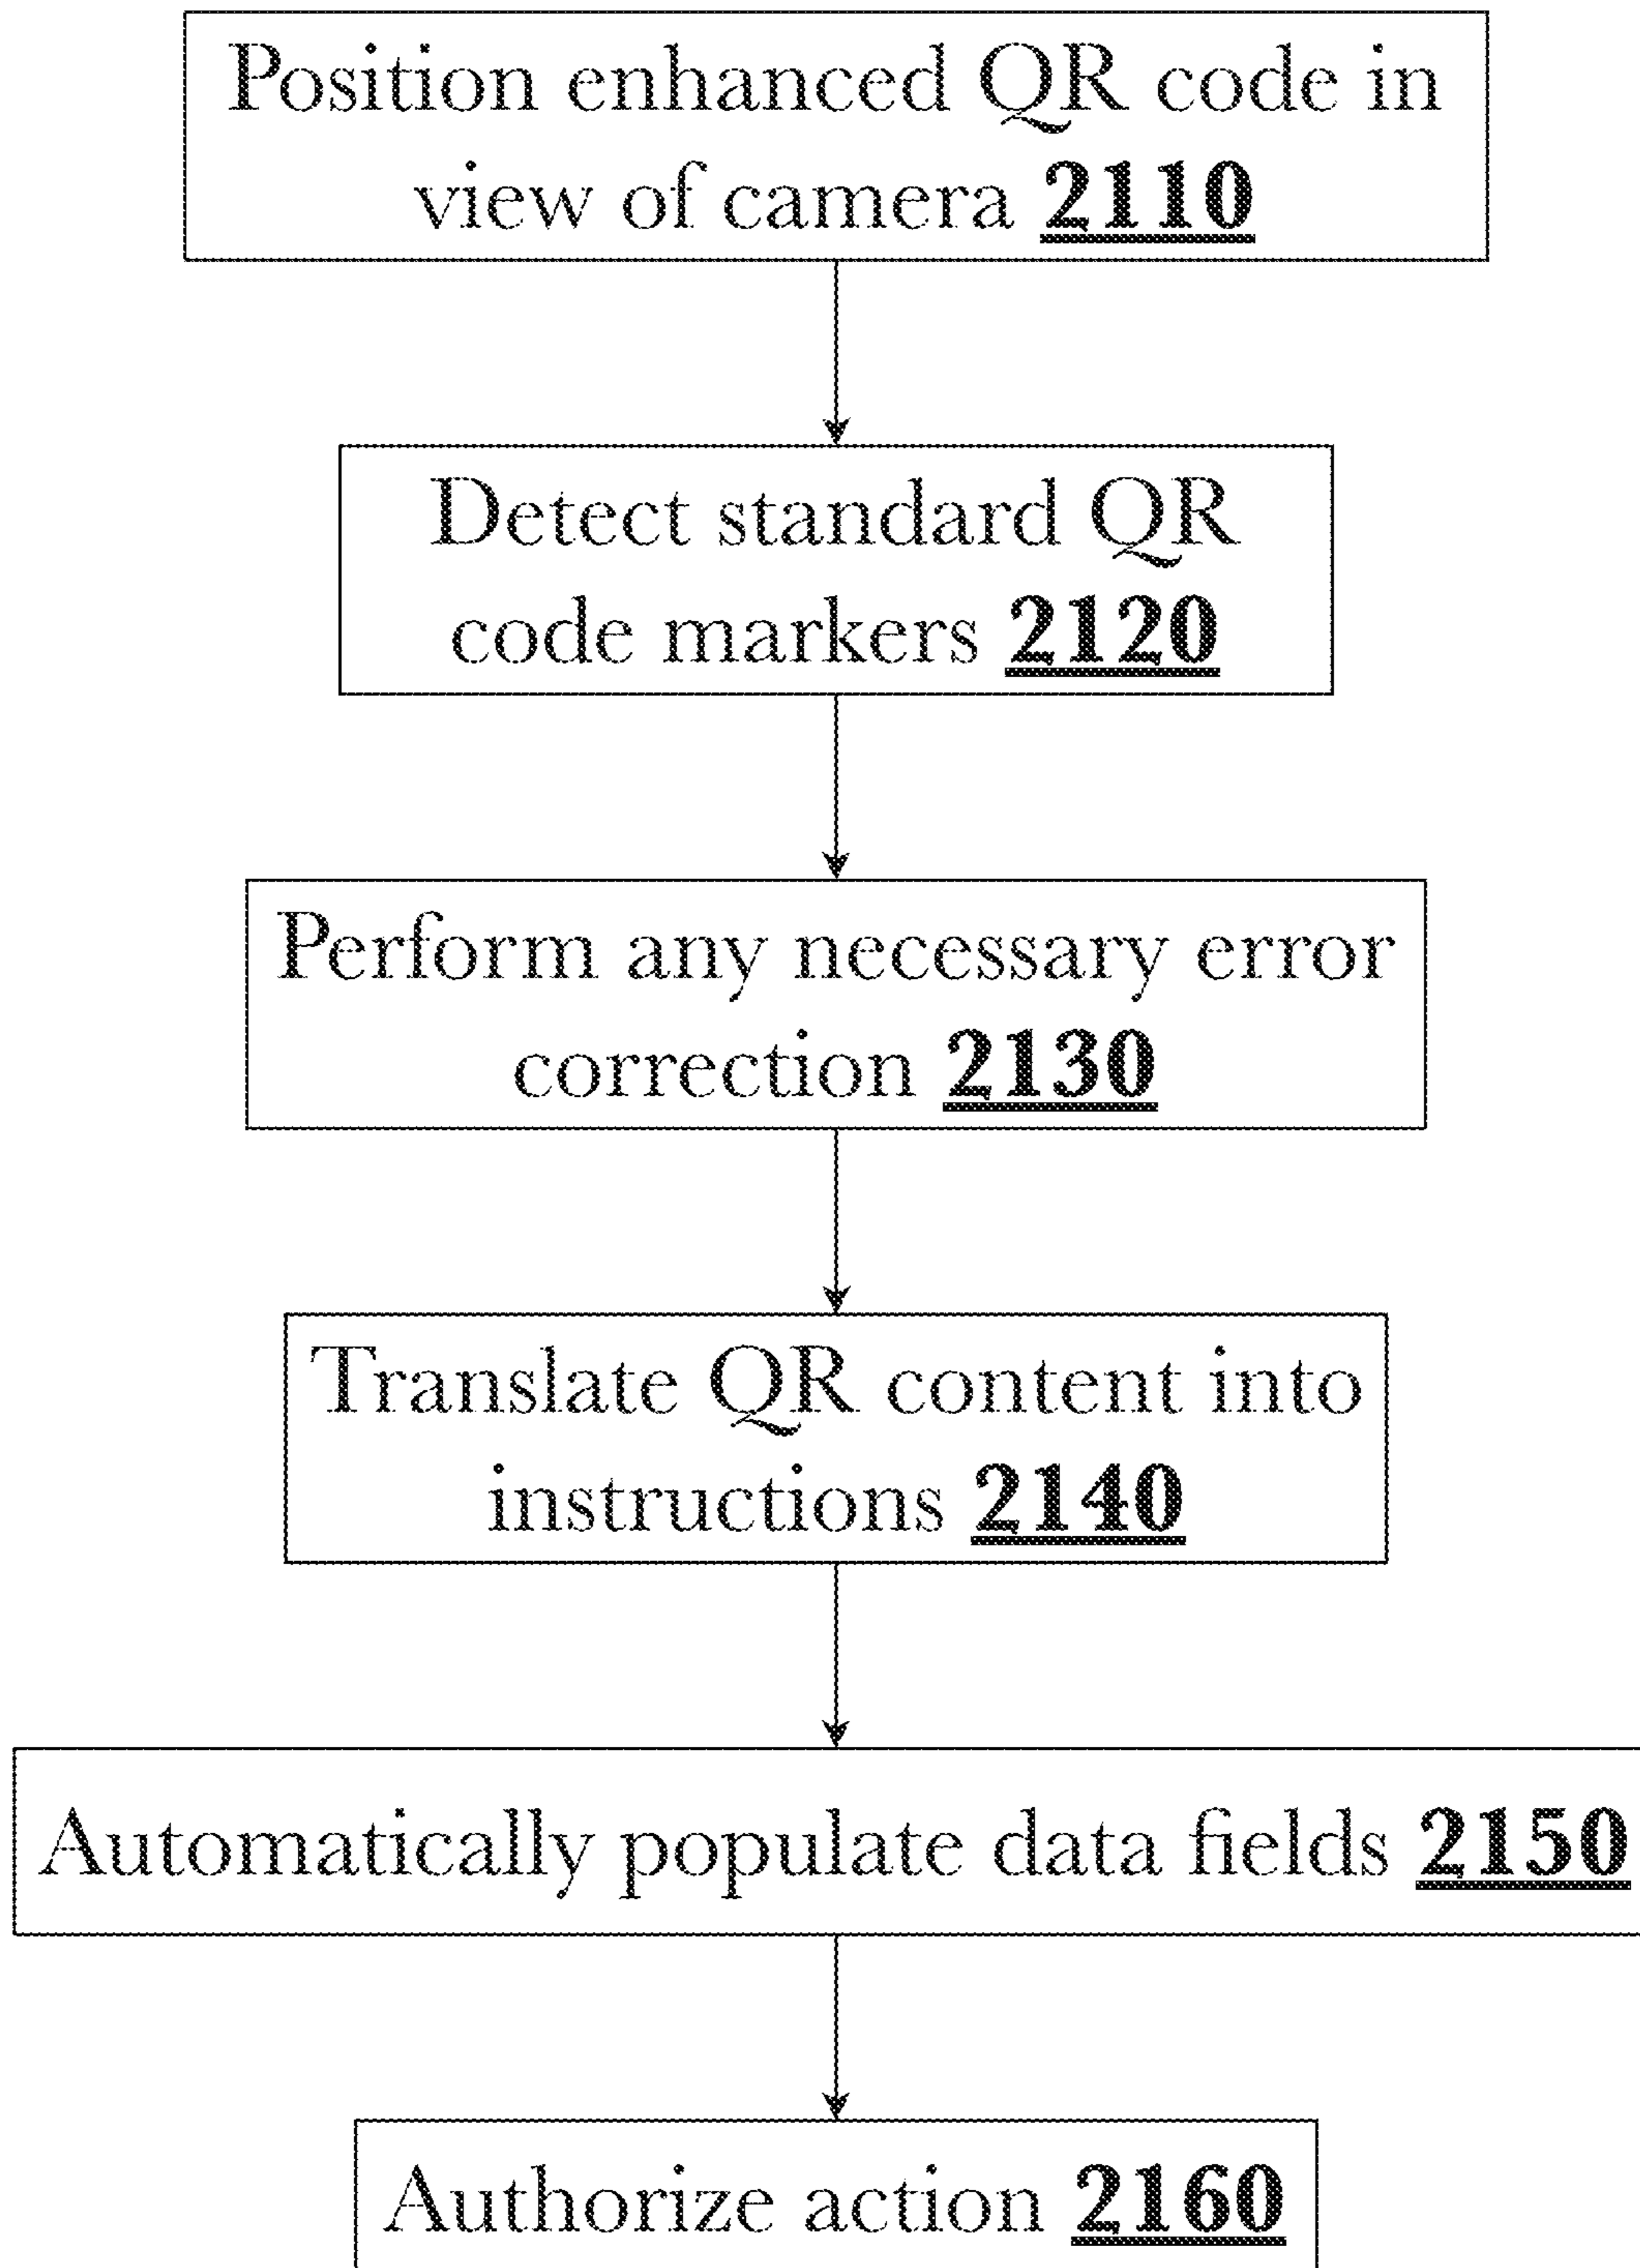 Position enhanced QR code in
view of camera 2110
Detect standard QR
code markers 2120
Perform any necessary error
correction 2130
Translate QR content into
instructions 2140
Automatically populate data fields 2150
Authorize action 2160